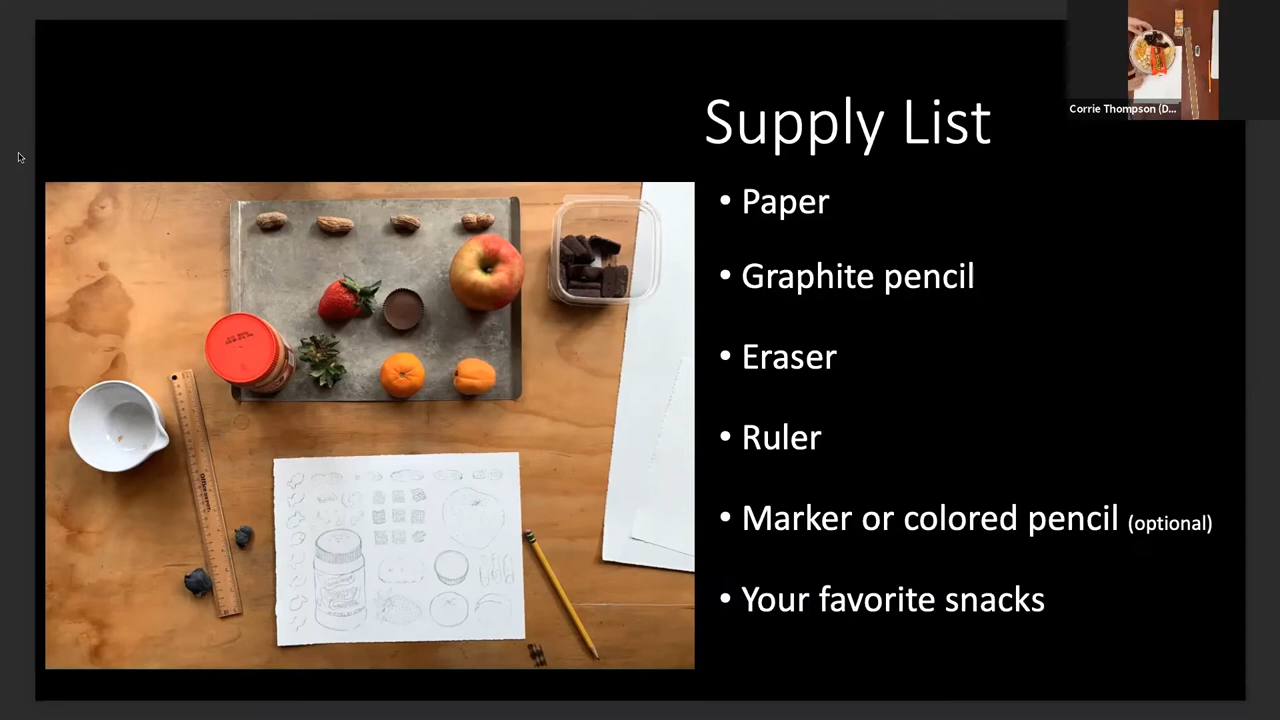 Supply List
• Paper
• Graphite pencil
• Eraser
• Ruler
• Marker or colored pencil (optional)
• Your favorite snacks
Corrie Thompson (D...